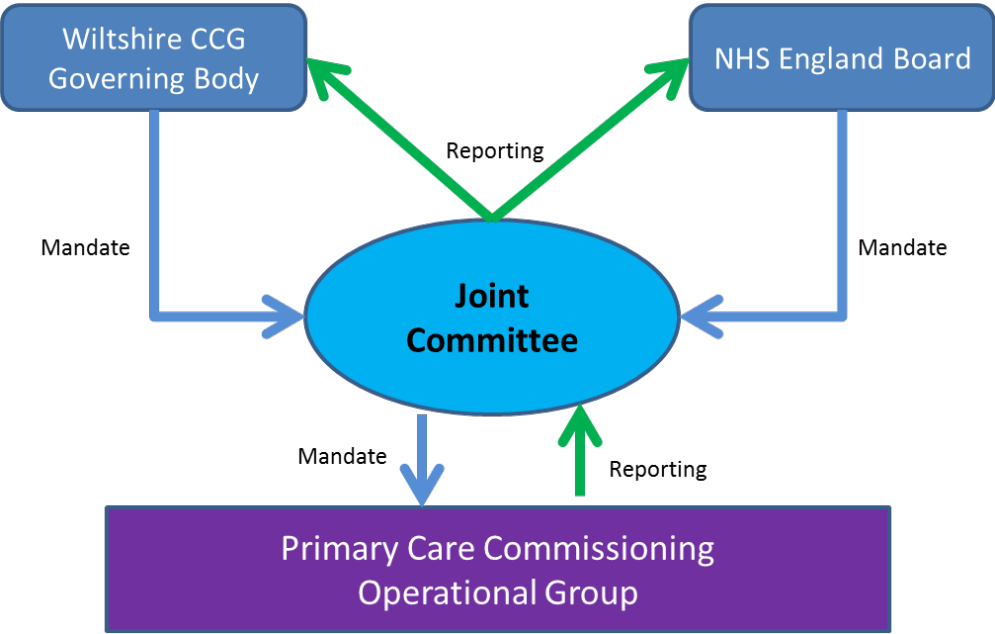 Wiltshire CCG
Governing Body
NHS England Board
Reporting
Mandate
Mandate
Joint
Committee
Mandate
Reporting
Primary Care Commissioning
Operational Group